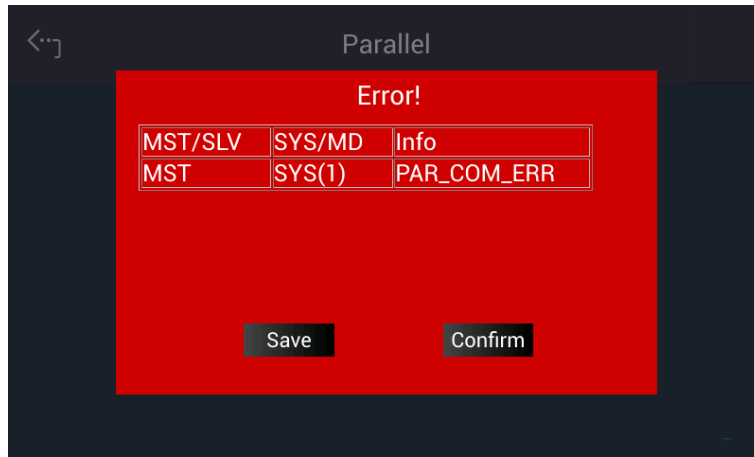 Parallel
Error!
MST/SLV SYS/MD Info
MST SYS(1) PAR_COM_ERR
Save Confirm